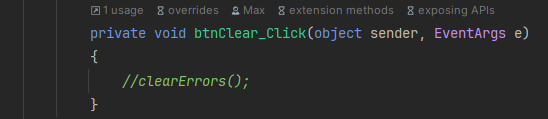 1 usage overrides Max extension methods exposing APIs
private void btnClear_Click(object sender, EventArgs e)
{
//clearErrors();
}